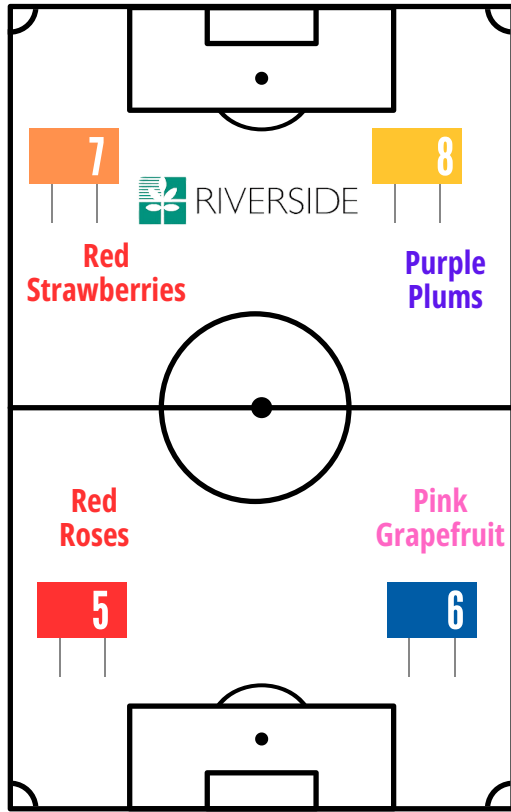 7
8
RIVERSIDE
Red
Strawberries
Purple
Plums
Red
Roses
Pink
Grapefruit
5
6